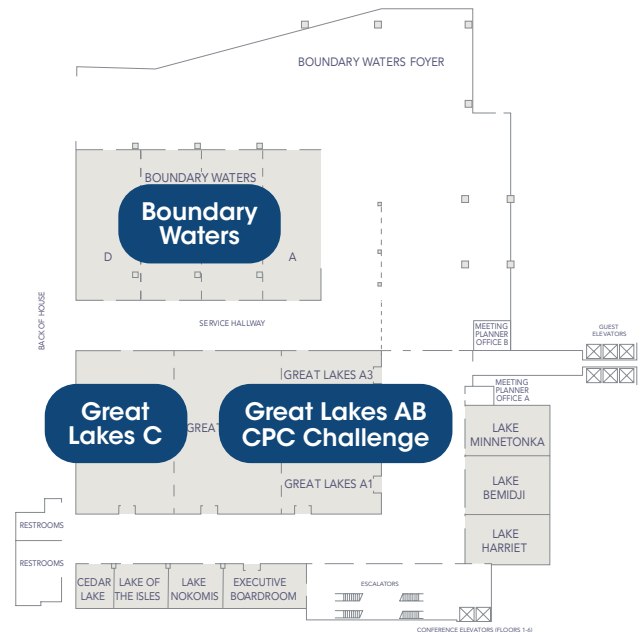 BOUNDARY WATERS FOYER
BOUNDARY WATERS
Boundary
Waters
D
A
BACK OF HOUSE
SERVICE HALLWAY
MEETING
PLANNER
OFFICE B
GUEST
ELEVATORS
GREAT LAKES A3
MEETING
PLANNER
OFFICE A
Great
Lakes C
Great Lakes AB
CPC Challenge
LAKE
MINNETONKA
GREAT LAKES A1
LAKE
BEMIDJI
LAKE
HARRIET
RESTROOMS
RESTROOMS
CEDAR
LAKE
LAKE OF
THE ISLES
LAKE
NOKOMIS
EXECUTIVE
BOARDROOM
ESCALATORS
CONFERENCE ELEVATORS (FLOORS 1-6)